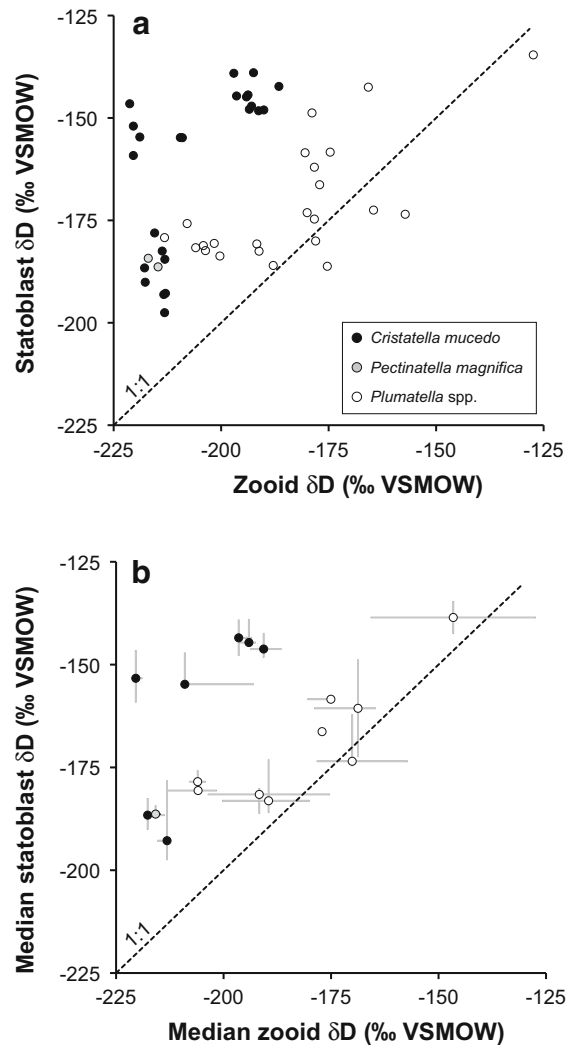 a
-125
-150
-175
-200
-225
Statoblast δD (‰ VSMOW)
1:1
Cristatella mucedo
Pectinatella magnifica
Plumatella spp.
-225 -200 -175 -150 -125
Zooid δD (‰ VSMOW)
b
-125
-150
-175
-200
-225
Median statoblast δD (‰ VSMOW)
1:1
-225 -200 -175 -150 -125
Median zooid δD (‰ VSMOW)